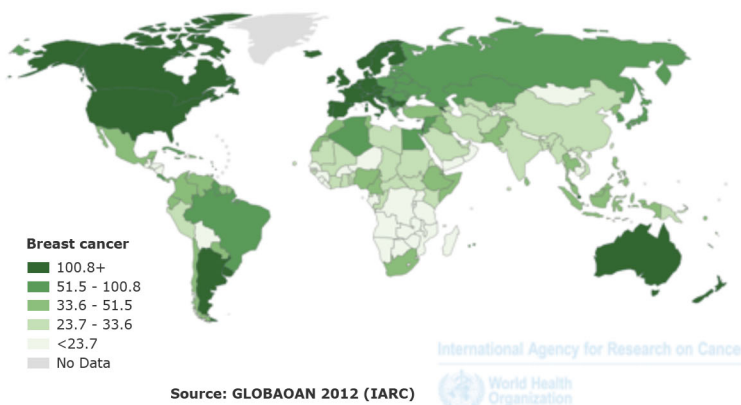 Breast cancer
100.8+
51.5 - 100.8
33.6 - 51.5
23.7 - 33.6
<23.7
No Data
International Agency for Research on Cance
World Health
Organization
Source: GLOBAOAN 2012 (IARC)